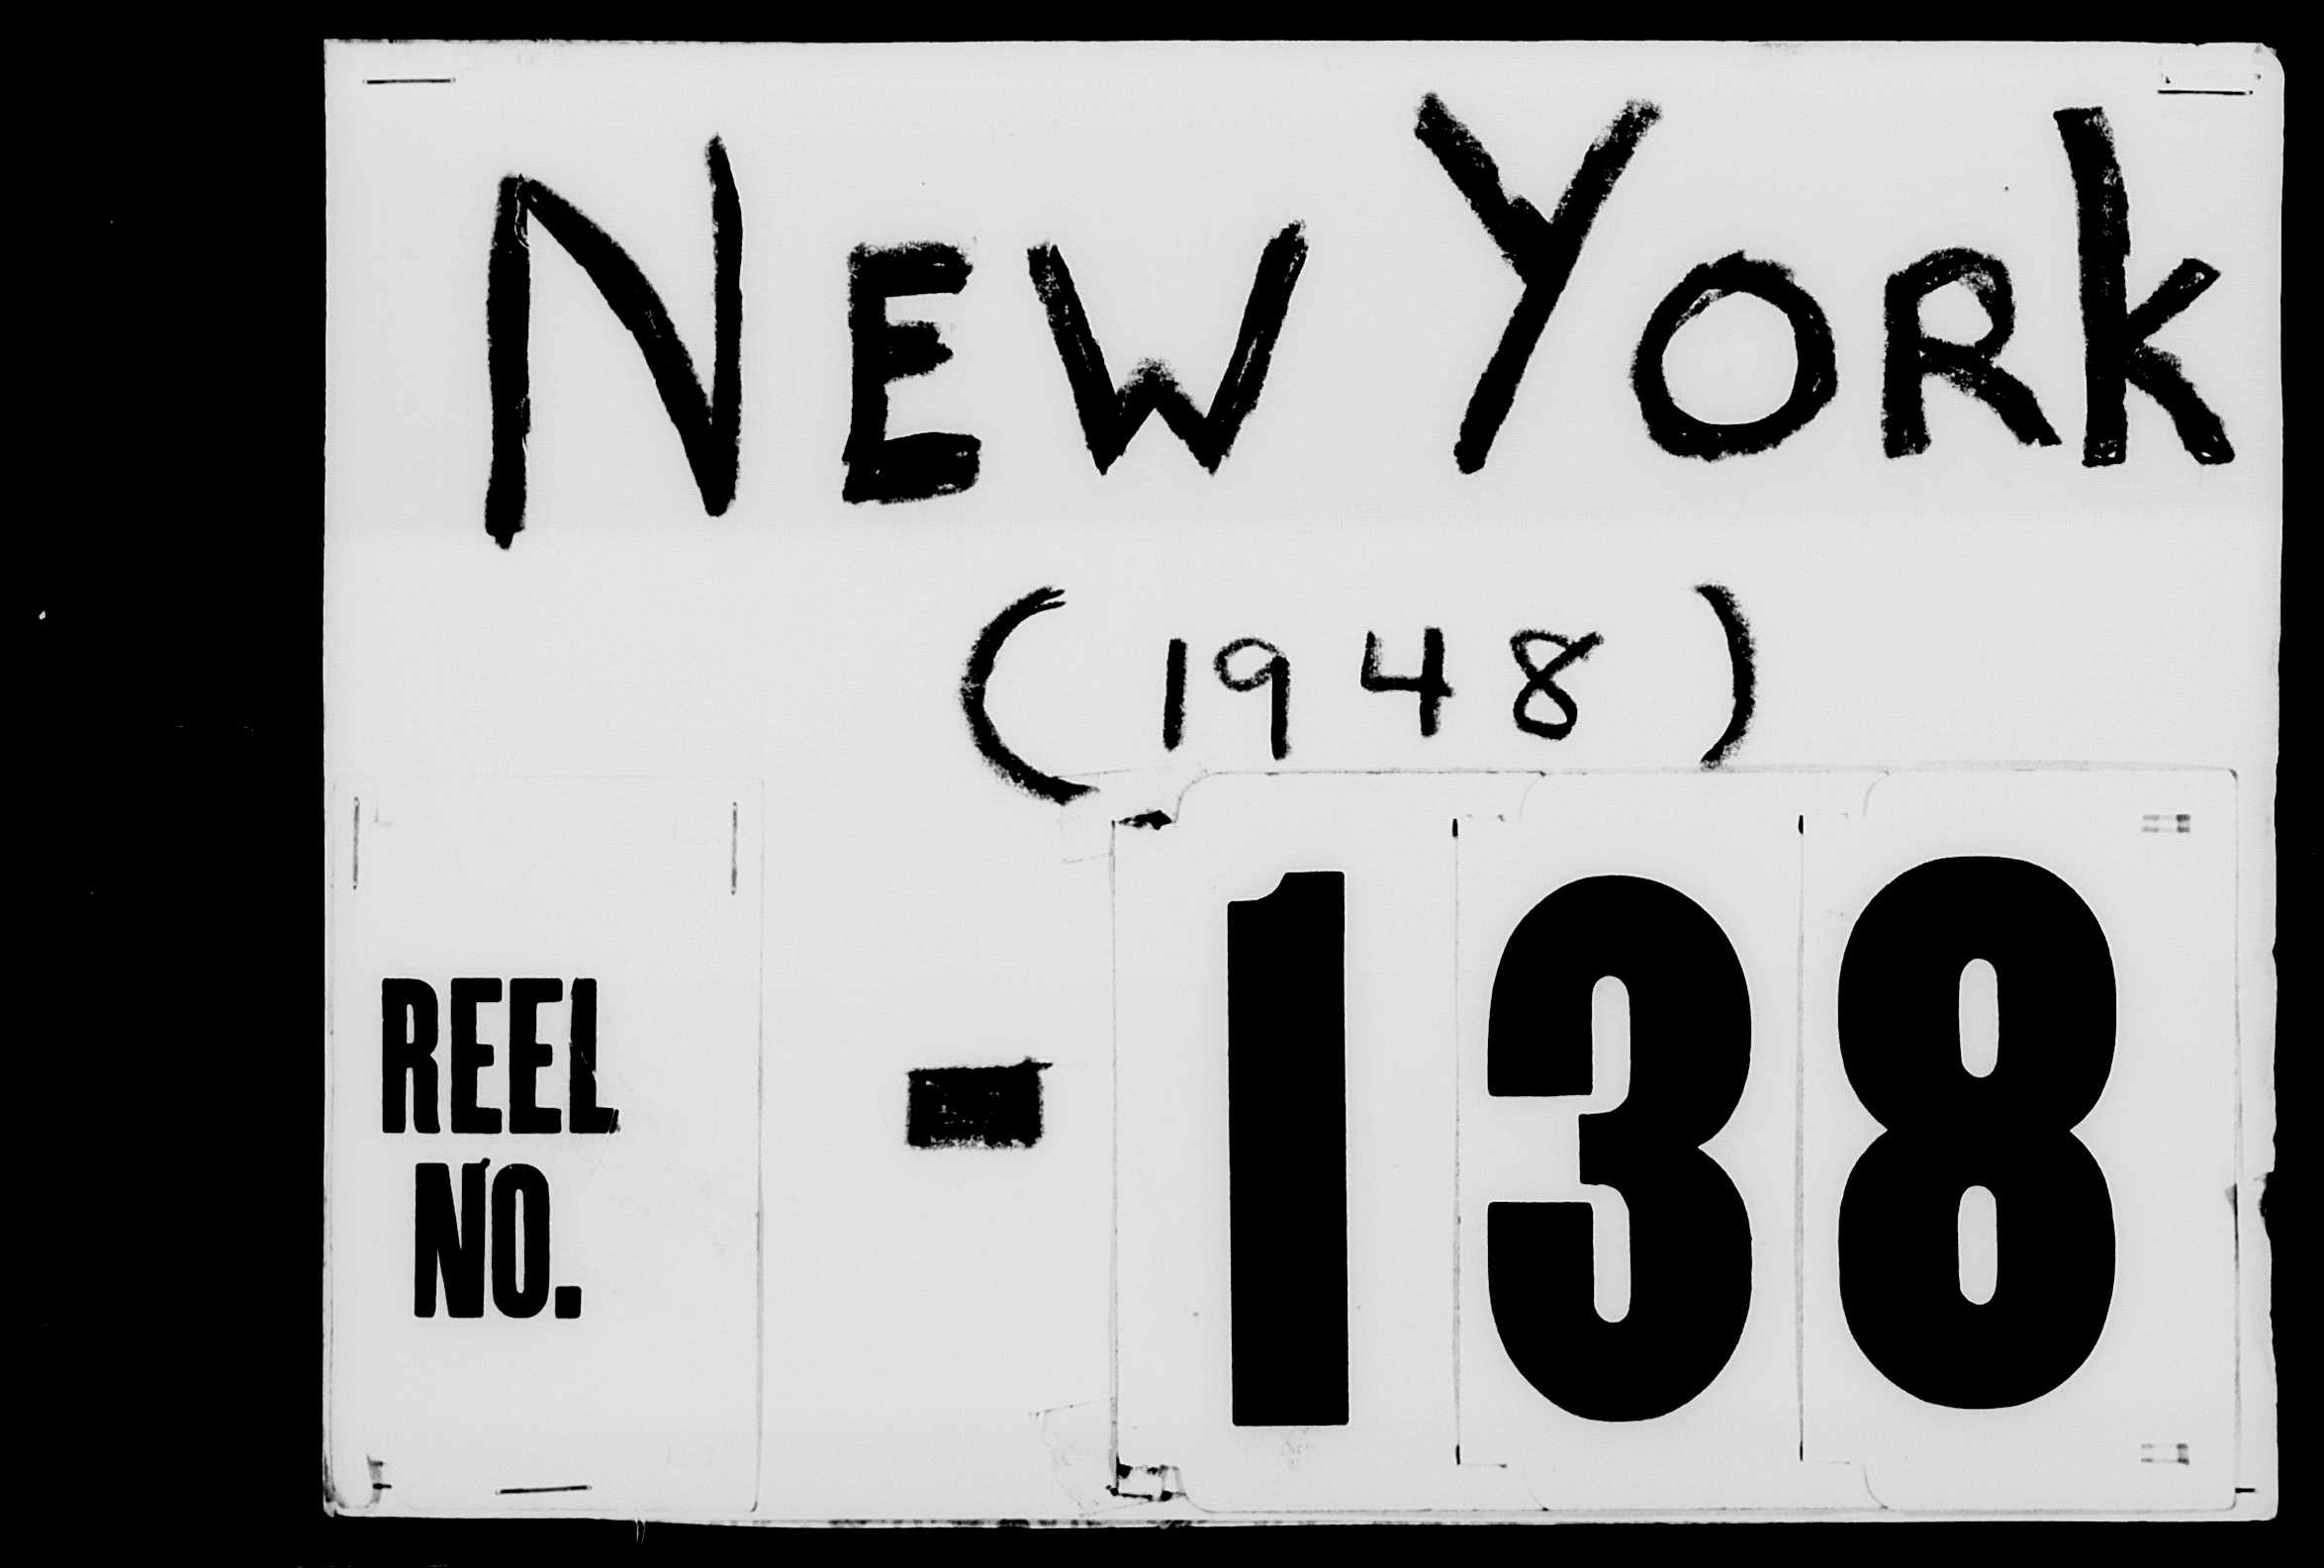 New York
(1948)
REEL
NO. - 138